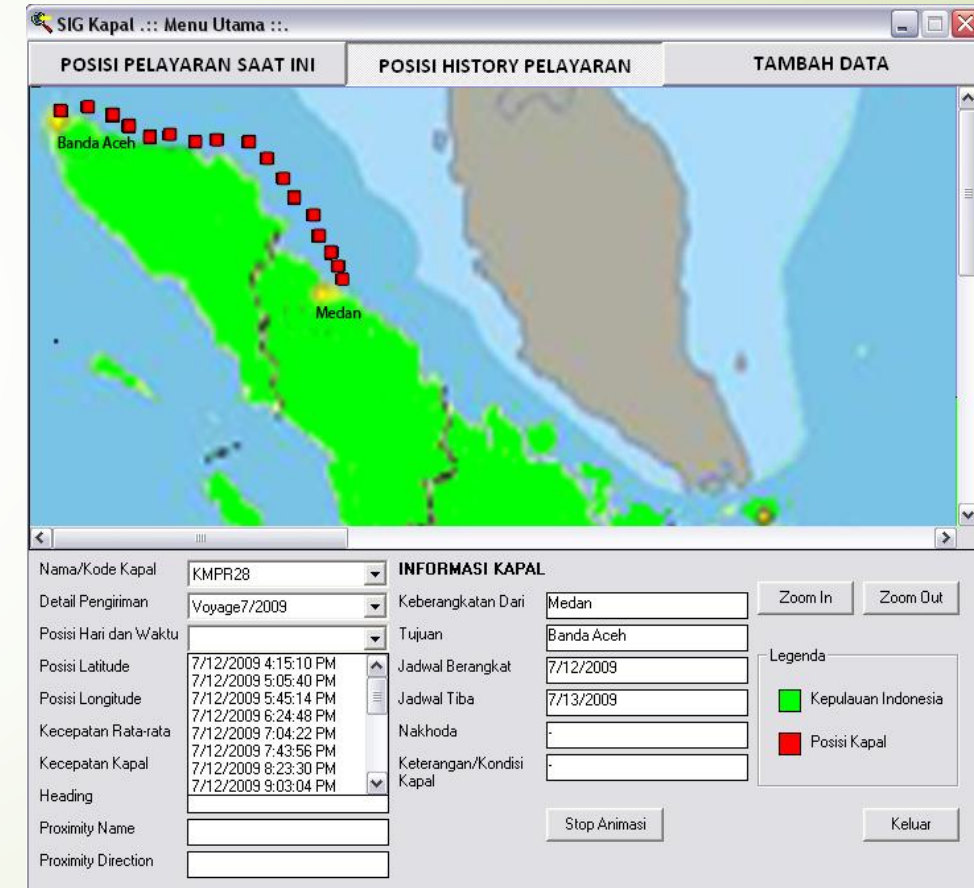 SIG Kapal .:: Menu Utama ::.
POSISI PELAYARAN SAAT INI
POSISI HISTORY PELAYARAN
TAMBAH DATA
Banda Aceh
Medan
Nama/Kode Kapal
KMPR28
Detail Pengiriman
Voyage7/2009
Posisi Hari dan Waktu
7/12/2009 4:15:10 PM
7/12/2009 5:05:40 PM
7/12/2009 5:45:14 PM
7/12/2009 6:24:48 PM
7/12/2009 7:04:22 PM
7/12/2009 7:43:56 PM
7/12/2009 8:23:30 PM
7/12/2009 9:03:04 PM
Posisi Latitude
Posisi Longitude
Kecepatan Rata-rata
Kecepatan Kapal
Heading
Proximity Name
Proximity Direction
INFORMASI KAPAL
Keberangkatan Dari
Medan
Tujuan
Banda Aceh
Jadwal Berangkat
7/12/2009
Jadwal Tiba
7/13/2009
Nakhoda
-
Keterangan/Kondisi
Kapal
-
Stop Animasi
Zoom In
Zoom Out
Legenda
Kepulauan Indonesia
Posisi Kapal
Keluar